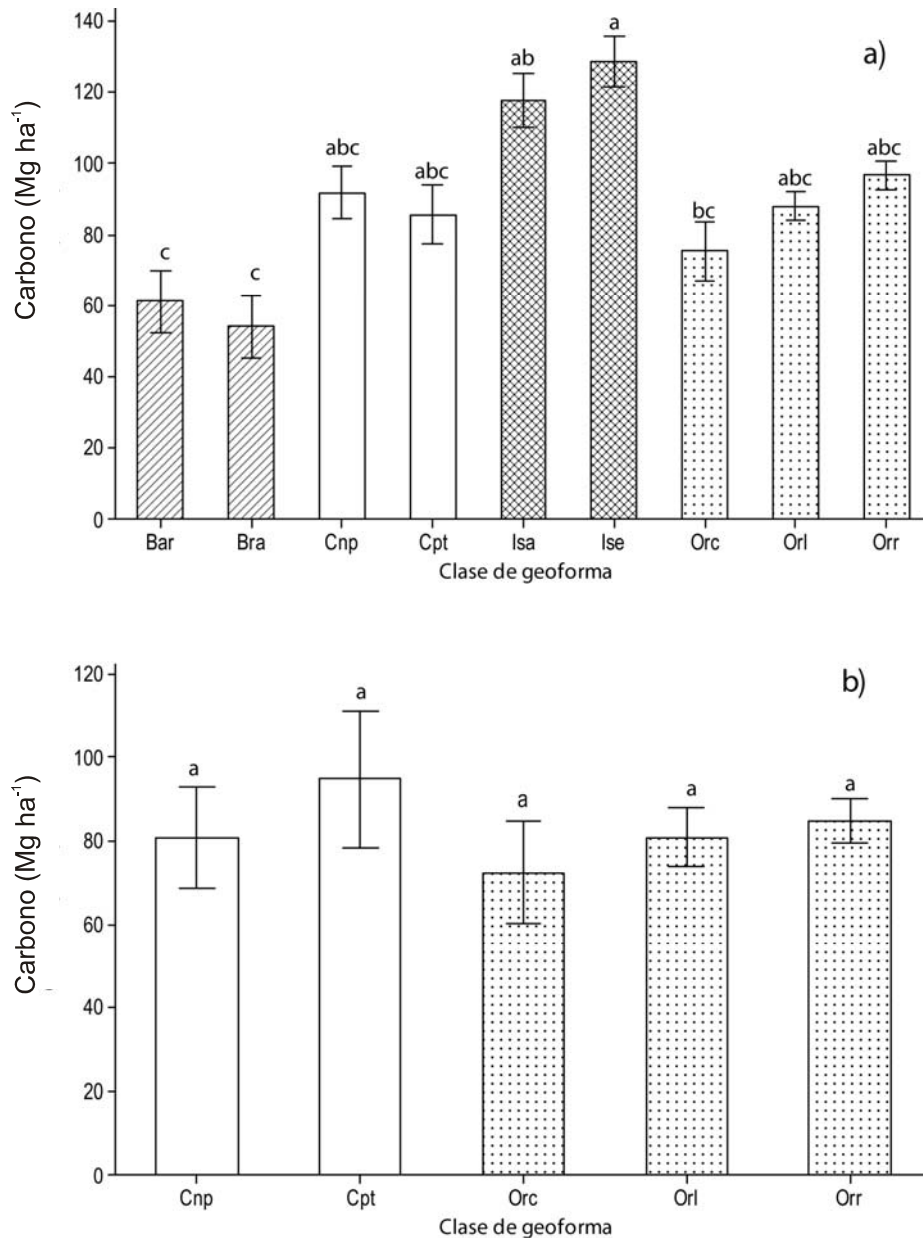 a)
Carbono (Mg ha⁻¹)
140
120
100
80
60
40
20
0
c
c
abc
abc
ab
a
bc
abc
abc
Bar Bra Cnp Cpt Isa Ise Orc Orl Orr
Clase de geoforma
b)
Carbono (Mg ha⁻¹)
120
100
80
60
40
20
0
a
a
a
a
a
Cnp Cpt Orc Orl Orr
Clase de geoforma